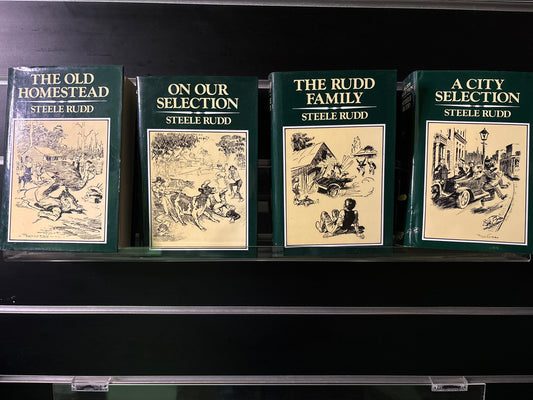 THE OLD
HOMESTEAD
STEELE RUDD
ON OUR
SELECTION
STEELE RUDD
THE RUDD
FAMILY
STEELE RUDD
A CITY
SELECTION
STEELE RUDD